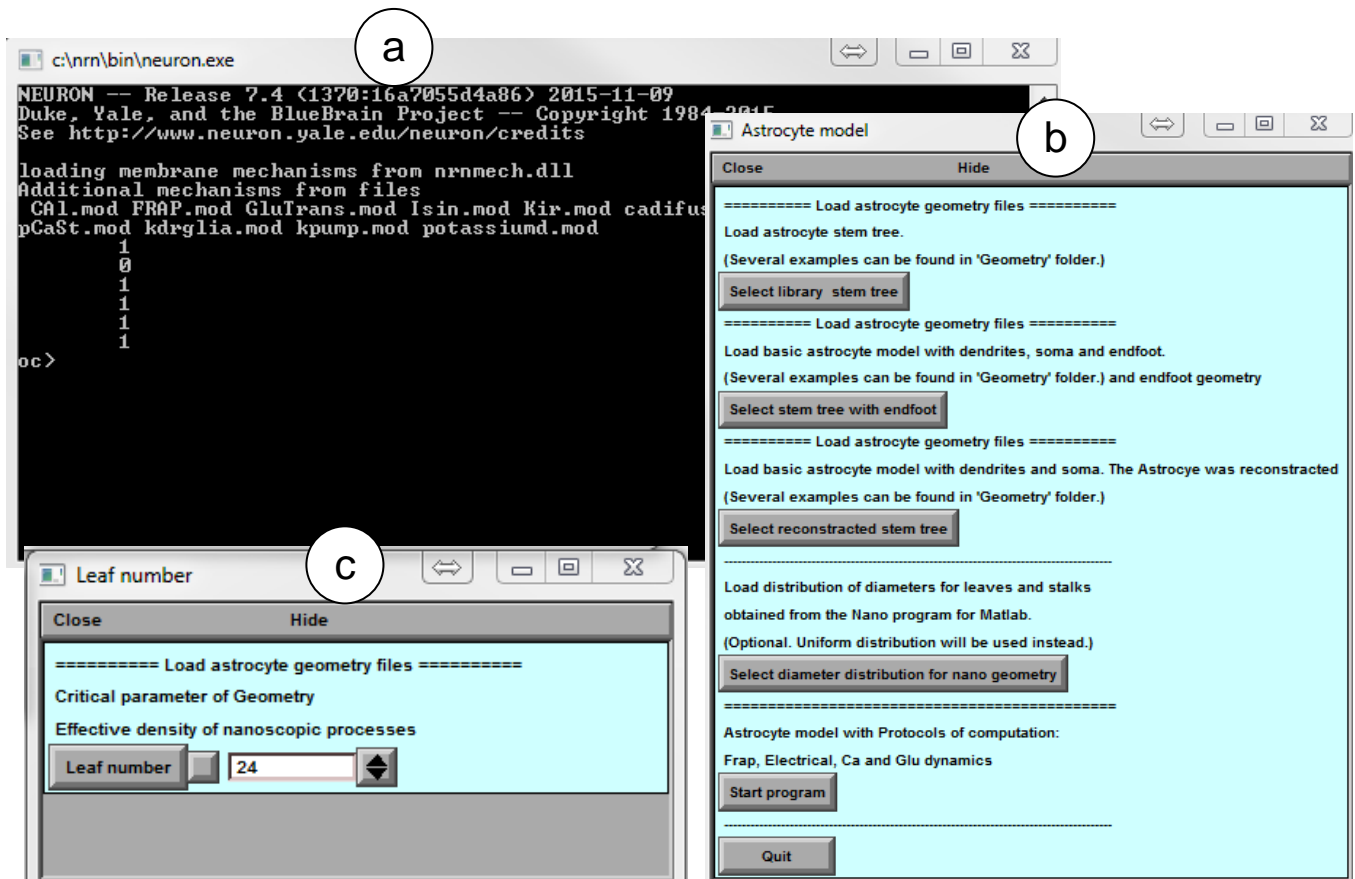 a
c:\nrn\bin\neuron.exe
NEURON -- Release 7.4 (1370:16a7055d4a86) 2015-11-09
Duke, Yale, and the BlueBrain Project -- Copyright 1984-2015
See http://www.neuron.yale.edu/neuron/credits
loading membrane mechanisms from nrnmech.dll
Additional mechanisms from files
CAl.mod FRAP.mod GluTrans.mod Isin.mod Kir.mod cadifus
pCaSt.mod kdrglia.mod kpump.mod potassiumd.mod
1
0
1
1
1
1
oc>
b
Astrocyte model
Close Hide
========== Load astrocyte geometry files ==========
Load astrocyte stem tree.
(Several examples can be found in 'Geometry' folder.)
Select library stem tree
========== Load astrocyte geometry files ==========
Load basic astrocyte model with dendrites, soma and endfoot.
(Several examples can be found in 'Geometry' folder.) and endfoot geometry
Select stem tree with endfoot
========== Load astrocyte geometry files ==========
Load basic astrocyte model with dendrites and soma. The Astrocye was reconstracted
(Several examples can be found in 'Geometry' folder.)
Select reconstracted stem tree
Load distribution of diameters for leaves and stalks
obtained from the Nano program for Matlab.
(Optional. Uniform distribution will be used instead.)
Select diameter distribution for nano geometry
=============================================
Astrocyte model with Protocols of computation:
Frap, Electrical, Ca and Glu dynamics
Start program
Quit
c
Leaf number
Close Hide
========== Load astrocyte geometry files ==========
Critical parameter of Geometry
Effective density of nanoscopic processes
Leaf number 24